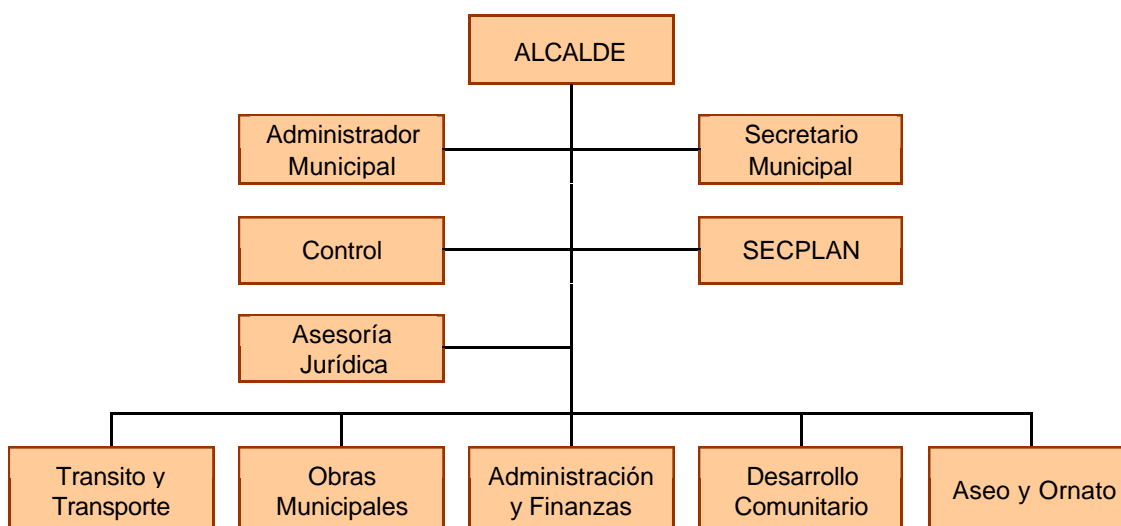 ALCALDE
Administrador
Municipal
Secretario
Municipal
Control
SECPLAN
Asesoría
Jurídica
Transito y
Transporte
Obras
Municipales
Administración
y Finanzas
Desarrollo
Comunitario
Aseo y Ornato